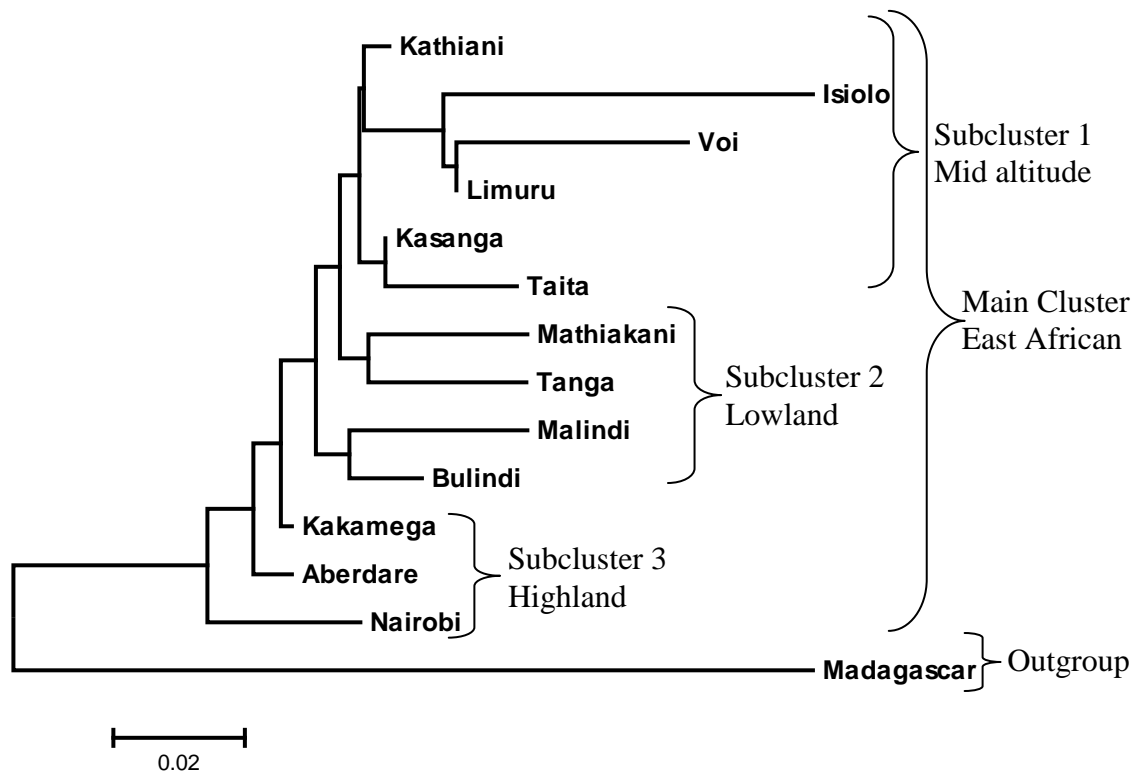 Kathiani
Isiolo
Voi
Limuru
Kasanga
Taita
Mathiakani
Tanga
Malindi
Bulindi
Kakamega
Aberdare
Nairobi
Madagascar
Subcluster 1
Mid altitude
Main Cluster
East African
Subcluster 2
Lowland
Subcluster 3
Highland
Outgroup
0.02